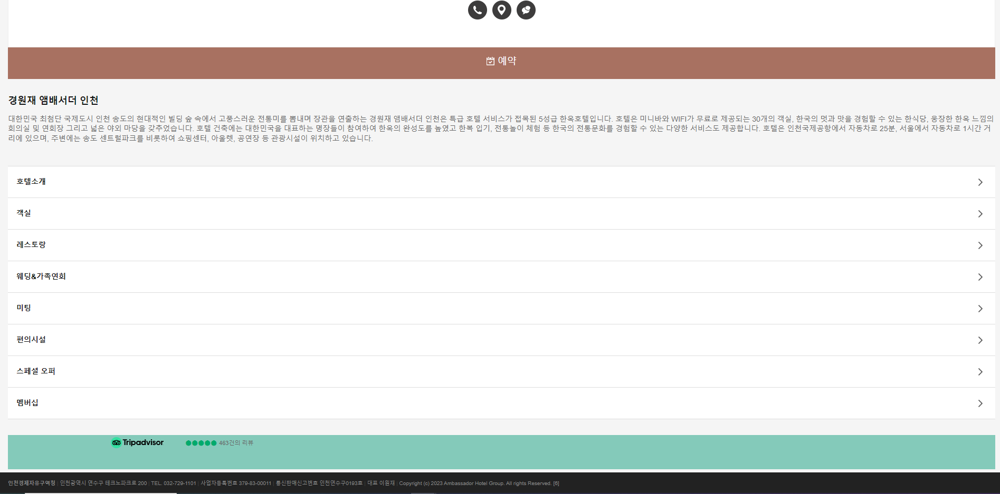 예약
경원재 앰배서더 인천
대한민국 최첨단 국제도시 인천 송도의 현대적인 빌딩 숲 속에서 고풍스러운 전통미를 뽐내며 장관을 연출하는 경원재 앰배서더 인천은 특급 호텔 서비스가 접목된 5성급 한옥호텔입니다. 호텔은 미니바와 WIFI가 무료로 제공되는 30개의 객실, 한국의 멋과 맛을 경험할 수 있는 한식당, 웅장한 한옥 느낌의
회의실 및 연회장 그리고 넓은 야외 마당을 갖추었습니다. 호텔 건축에는 대한민국을 대표하는 명장들이 참여하여 한옥의 완성도를 높였고 한복 입기, 전통놀이 체험 등 한국의 전통문화를 경험할 수 있는 다양한 서비스도 제공합니다. 호텔은 인천국제공항에서 자동차로 25분, 서울에서 자동차로 1시간 거
리에 있으며, 주변에는 송도 센트럴파크를 비롯하여 쇼핑센터, 아울렛, 공연장 등 관광시설이 위치하고 있습니다.
호텔소개
객실
레스토랑
웨딩&가족연회
미팅
편의시설
스페셜 오퍼
멤버십
Tripadvisor 463건의 리뷰
인천경제자유구역청 | 인천광역시 연수구 테크노파크로 200 | TEL. 032-729-1101 | 사업자등록번호 379-83-00011 | 통신판매신고번호 인천연수구0193호 | 대표 이원재 | Copyright (c) 2023 Ambassador Hotel Group. All rights Reserved. [6]